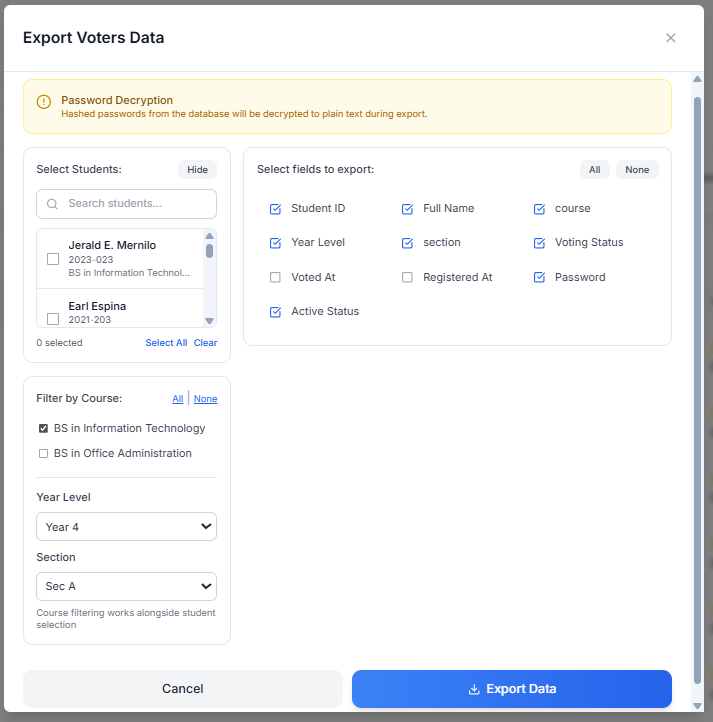 Export Voters Data
Password Decryption
Hashed passwords from the database will be decrypted to plain text during export.
Select Students:
Hide
Search students...
Jerald E. Mernilo
2023-023
BS in Information Technol...
Earl Espina
2021-203
0 selected
Select All
Clear
Select fields to export:
All
None
Student ID
Full Name
course
Year Level
section
Voting Status
Voted At
Registered At
Password
Active Status
Filter by Course:
All
None
BS in Information Technology
BS in Office Administration
Year Level
Year 4
Section
Sec A
Course filtering works alongside student
selection
Cancel
Export Data